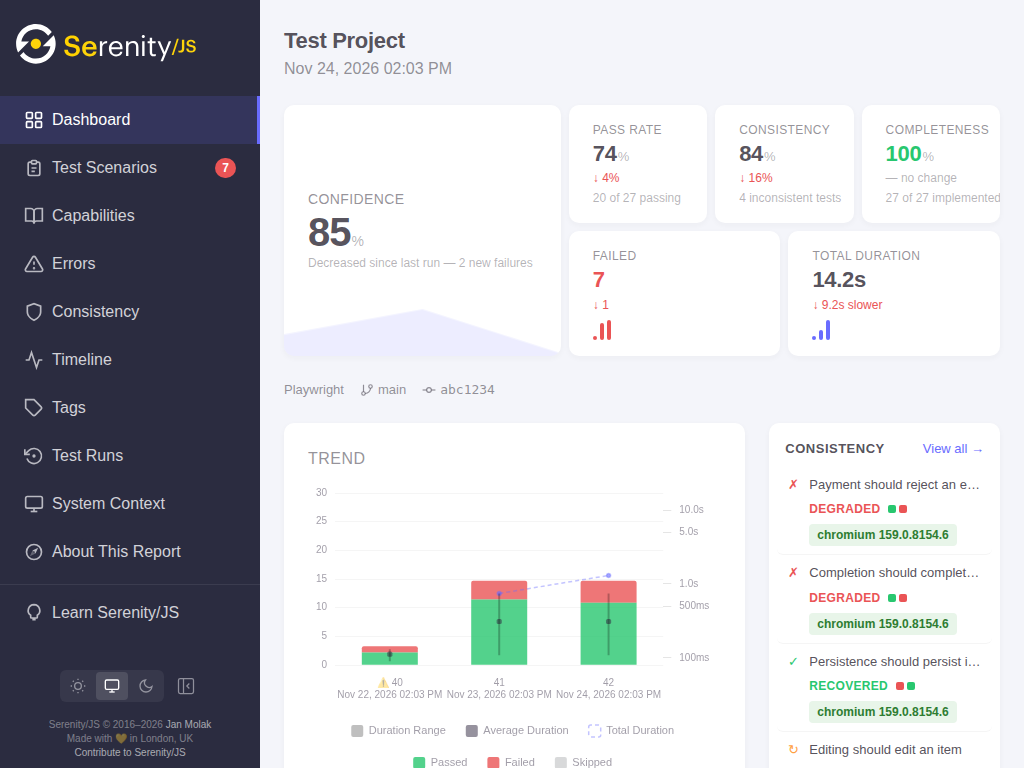 Serenity/JS
Dashboard
Test Scenarios
7
Capabilities
Errors
Consistency
Timeline
Tags
Test Runs
System Context
About This Report
Learn Serenity/JS
Serenity/JS © 2016–2026 Jan Molak
Made with 💛 in London, UK
Contribute to Serenity/JS
Test Project
Nov 24, 2026 02:03 PM
CONFIDENCE
85%
Decreased since last run — 2 new failures
PASS RATE
74%
↓ 4%
20 of 27 passing
CONSISTENCY
84%
↓ 16%
4 inconsistent tests
COMPLETENESS
100%
— no change
27 of 27 implemented
FAILED
7
↓ 1
TOTAL DURATION
14.2s
↓ 9.2s slower
Playwright main abc1234
TREND
30
25
20
15
10
5
0
10.0s
5.0s
1.0s
500ms
100ms
⚠️ 40
Nov 22, 2026 02:03 PM
41
Nov 23, 2026 02:03 PM
42
Nov 24, 2026 02:03 PM
Duration Range Average Duration Total Duration
Passed Failed Skipped
CONSISTENCY
View all →
✗ Payment should reject an e…
DEGRADED
chromium 159.0.8154.6
✗ Completion should complet…
DEGRADED
chromium 159.0.8154.6
✓ Persistence should persist i…
RECOVERED
chromium 159.0.8154.6
↻ Editing should edit an item